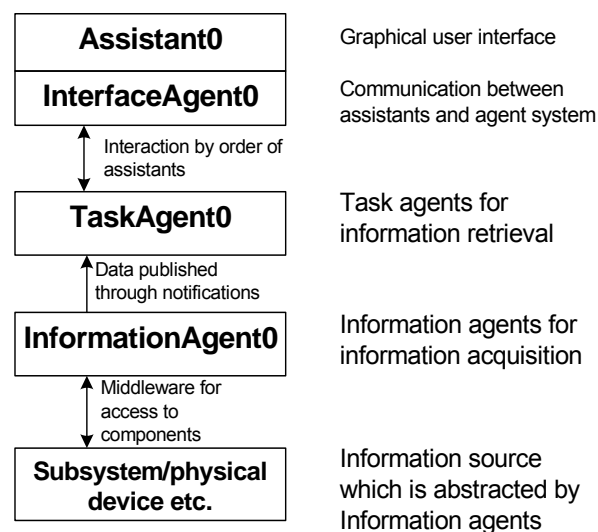 Assistant0
Graphical user interface
InterfaceAgent0
Communication between
assistants and agent system
Interaction by order of
assistants
TaskAgent0
Task agents for
information retrieval
Data published
through notifications
InformationAgent0
Information agents for
information acquisition
Middleware for
access to
components
Subsystem/physical
device etc.
Information source
which is abstracted by
Information agents